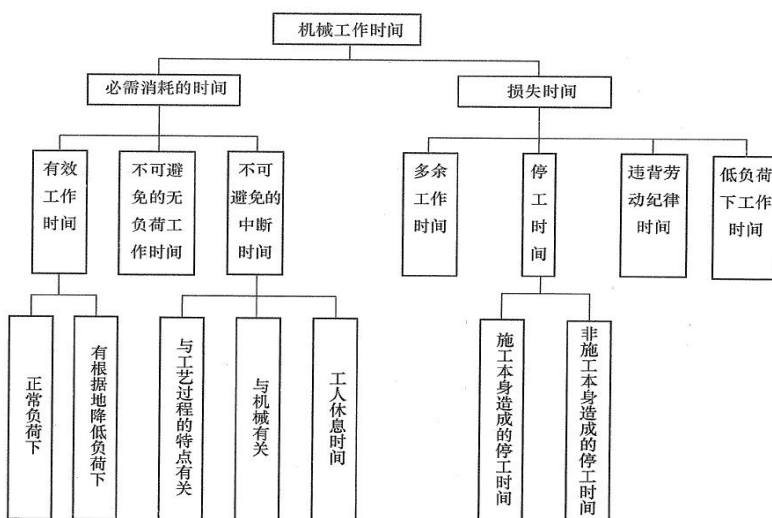 机械工作时间
必需消耗的时间
损失时间
有效
工作
时间
不可避
免的无
负荷工
作时间
不可
避免的
中断
时间
多余
工作
时间
停
工
时
间
违背劳
动纪律
时间
低负荷
下工作
时间
正常负荷下
有根据地降低负荷下
与工艺过程的特点有关
与机械有关
工人休息时间
施工本身造成的停工时间
非施工本身造成的停工时间